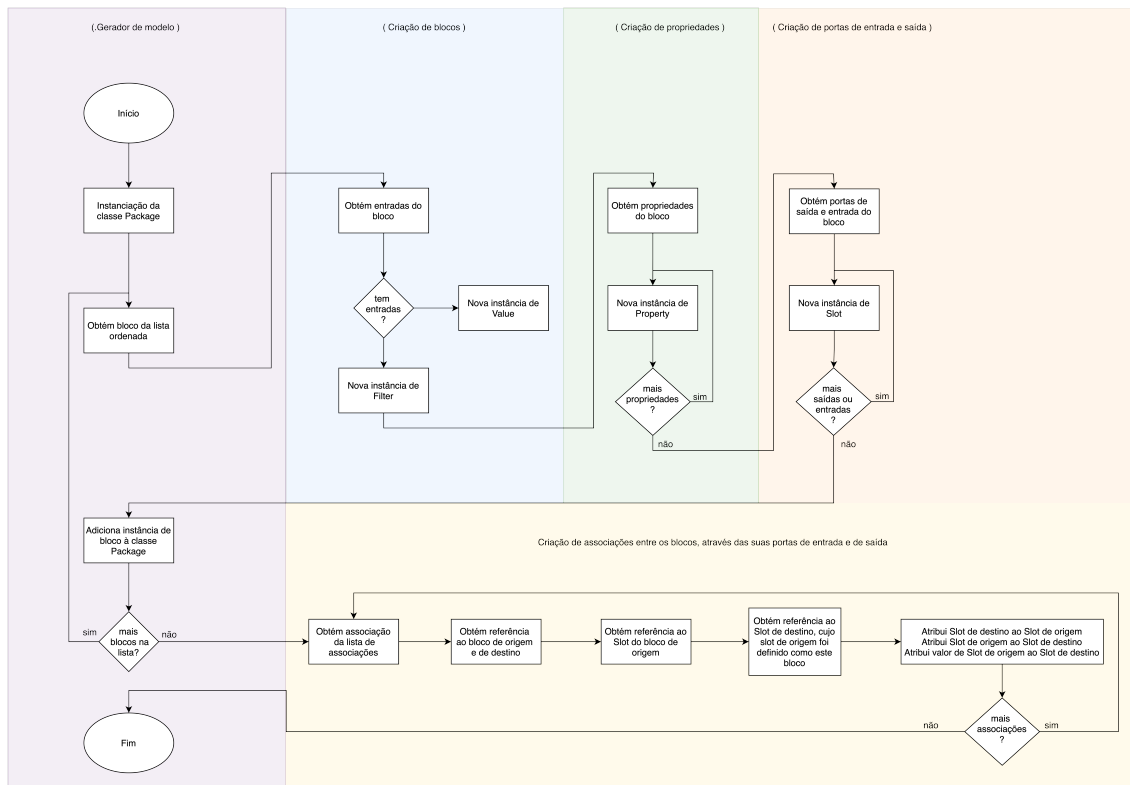 (.Gerador de modelo )
( Criação de blocos )
( Criação de propriedades )
( Criação de portas de entrada e saída )
Início
Instanciação da
classe Package
Obtém bloco da lista
ordenada
Obtém entradas do
bloco
tem
entradas
?
Nova instância de
Value
Nova instância de
Filter
Obtém propriedades
do bloco
Nova instância de
Property
mais
propriedades
?
sim
não
Obtém portas de
saída e entrada do
bloco
Nova instância de
Slot
mais
saídas ou
entradas
?
sim
não
Adiciona instância de
bloco à classe
Package
mais
blocos na
lista?
sim
não
Criação de associações entre os blocos, através das suas portas de entrada e de saída
Obtém associação
da lista de
associações
Obtém referência
ao bloco de origem
e de destino
Obtém referência ao
Slot do bloco de
origem
Obtém referência ao
Slot de destino, cujo
slot de origem foi
definido como este
bloco
Atribui Slot de destino ao Slot de origem
Atribui Slot de origem ao Slot de destino
Atribui valor de Slot de origem ao Slot de destino
mais
associações
?
não
sim
Fim